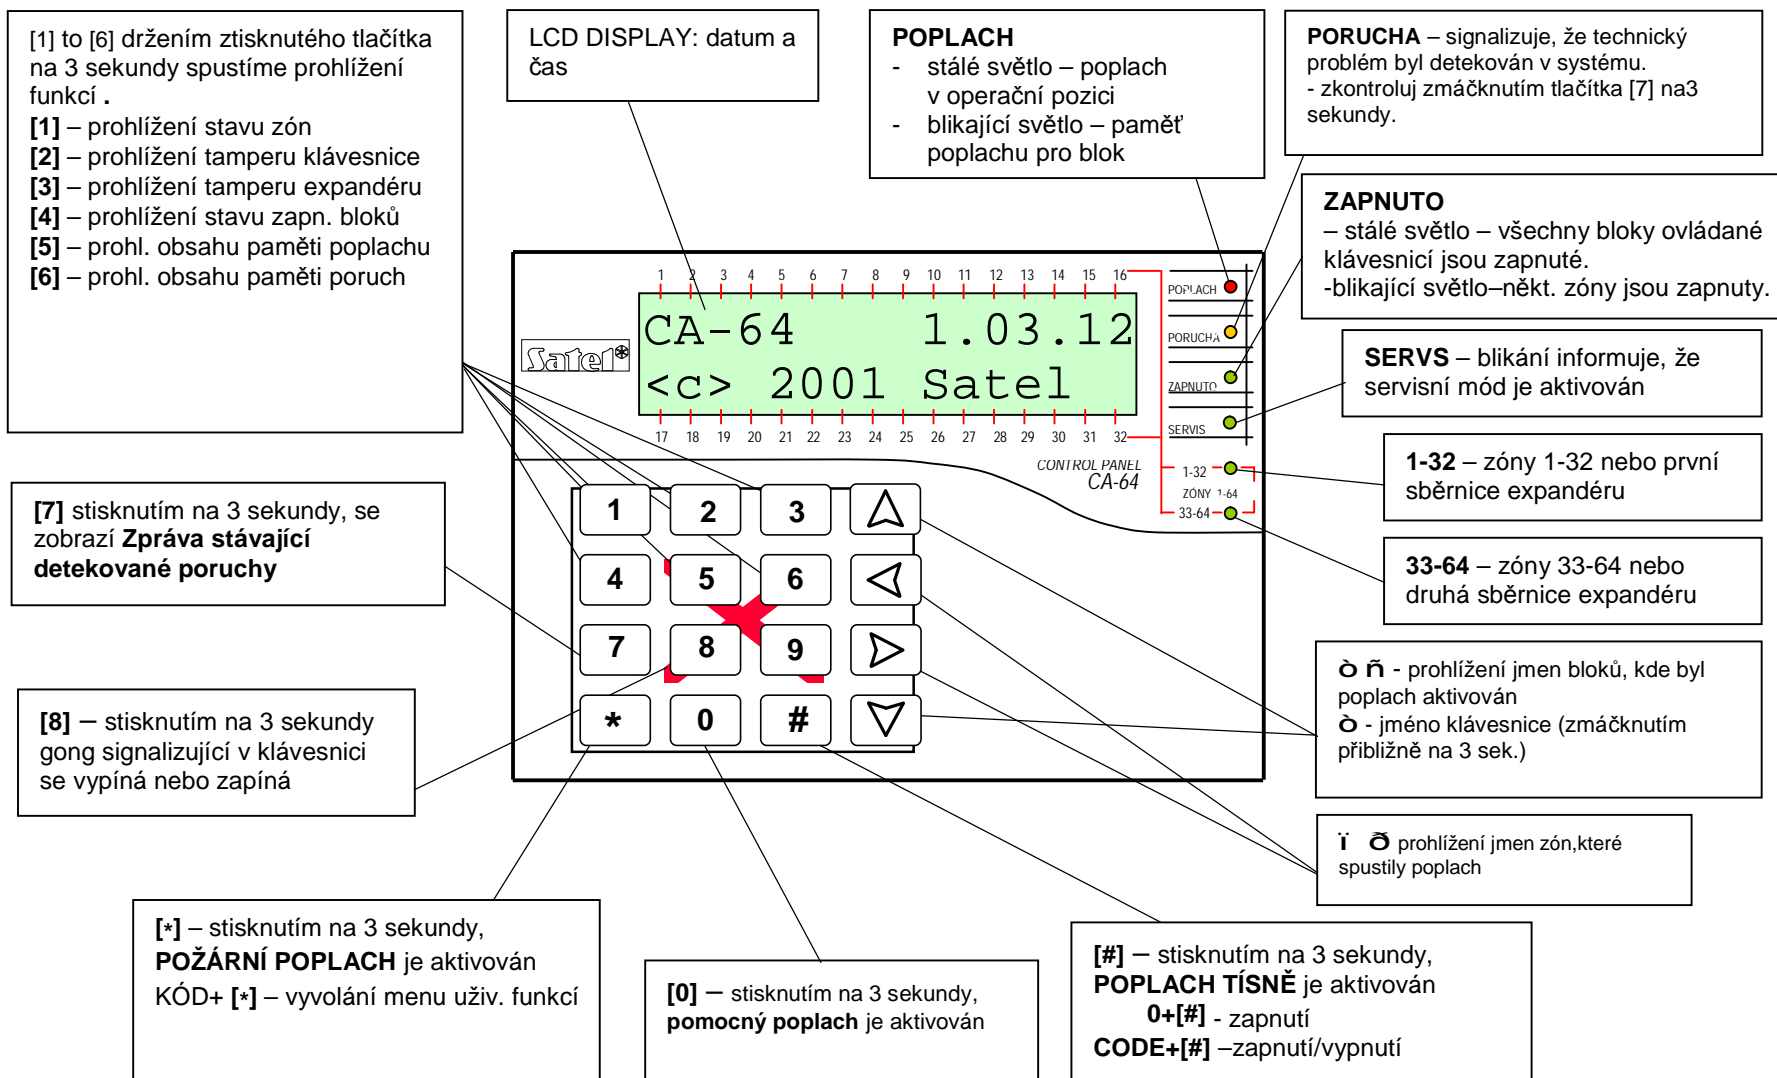 [1] to [6] držením ztisknutého tlačítka
na 3 sekundy spustíme prohlížení
funkcí .
[1] – prohlížení stavu zón
[2] – prohlížení tamperu klávesnice
[3] – prohlížení tamperu expandéru
[4] – prohlížení stavu zapn. bloků
[5] – prohl. obsahu paměti poplachu
[6] – prohl. obsahu paměti poruch
LCD DISPLAY: datum a
čas
POPLACH
- stálé světlo – poplach
v operační pozici
- blikající světlo – paměť
poplachu pro blok
PORUCHA – signalizuje, že technický
problém byl detekován v systému.
- zkontroluj zmáčknutím tlačítka [7] na3
sekundy.
ZAPNUTO
– stálé světlo – všechny bloky ovládané
klávesnicí jsou zapnuté.
-blikající světlo–někt. zóny jsou zapnuty.
SERVS – blikání informuje, že
servisní mód je aktivován
1-32 – zóny 1-32 nebo první
sběrnice expandéru
33-64 – zóny 33-64 nebo
druhá sběrnice expandéru
1 2 3 4 5 6 7 8 9 10 11 12 13 14 15 16
CA-64 1.03.12
<c> 2001 Satel
17 18 19 20 21 22 23 24 25 26 27 28 29 30 31 32
Satel
POPLACH
PORUCHA
ZAPNUTO
SERVIS
CONTROL PANEL
CA-64
1-32
ZÓNY 1-64
33-64
1 2 3
4 5 6
7 8 9
* 0 #
[7] stisknutím na 3 sekundy, se
zobrazí Zpráva stávající
detekované poruchy
[8] – stisknutím na 3 sekundy
gong signalizující v klávesnici
se vypíná nebo zapíná
ò ñ - prohlížení jmen bloků, kde byl
poplach aktivován
ò - jméno klávesnice (zmáčknutím
přibližně na 3 sek.)
ï ð prohlížení jmen zón,které
spustily poplach
[*] – stisknutím na 3 sekundy,
POŽÁRNÍ POPLACH je aktivován
KÓD+ [*] – vyvolání menu uživ. funkcí
[0] – stisknutím na 3 sekundy,
pomocný poplach je aktivován
[#] – stisknutím na 3 sekundy,
POPLACH TÍSNĚ je aktivován
0+[#] - zapnutí
CODE+[#] –zapnutí/vypnutí